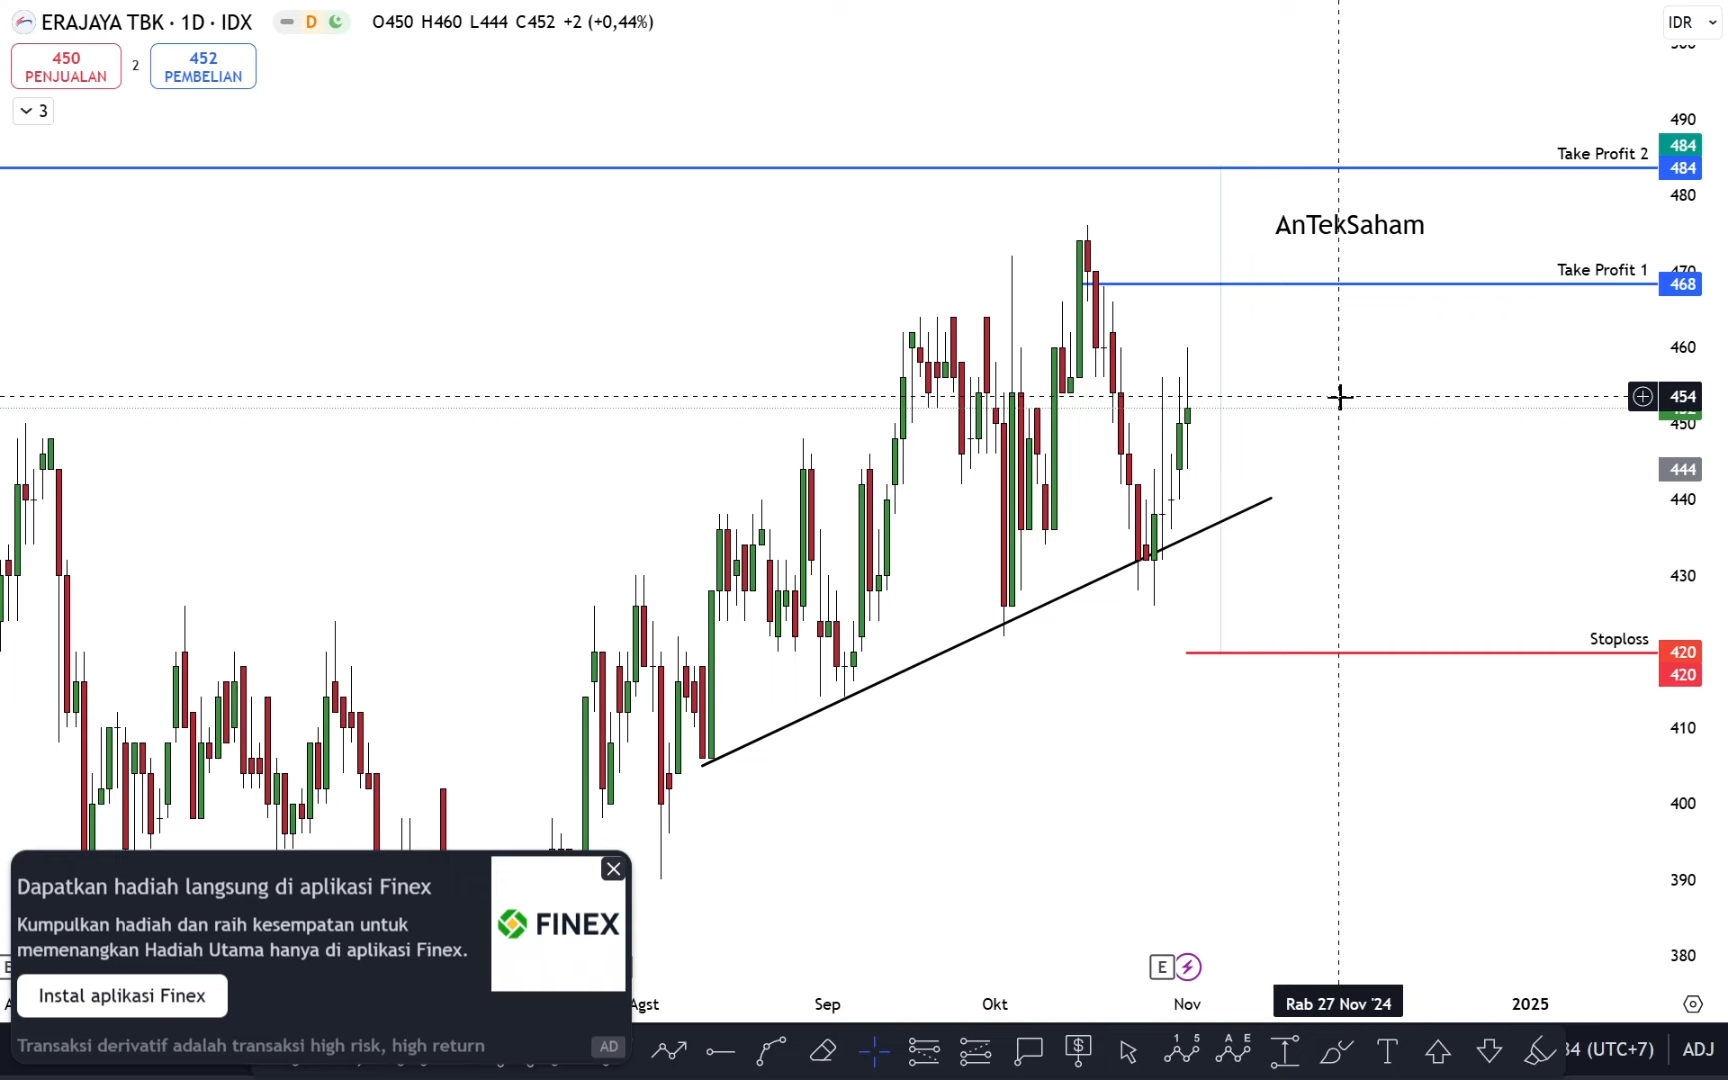 ERAJAYA TBK · 1D · IDX
D
O450 H460 L444 C452 +2 (+0,44%)
IDR
450
PENJUALAN
2
452
PEMBELIAN
3
490
Take Profit 2
484
484
480
AnTekSaham
Take Profit 1
470
468
460
454
450
444
440
430
Stoploss
420
420
410
400
390
380
Dapatkan hadiah langsung di aplikasi Finex
Kumpulkan hadiah dan raih kesempatan untuk
memenangkan Hadiah Utama hanya di aplikasi Finex.
FINEX
Instal aplikasi Finex
Transaksi derivatif adalah transaksi high risk, high return
AD
E
Agst
Sep
Okt
Nov
Rab 27 Nov '24
2025
1 5
A E
T
34 (UTC+7)
ADJ